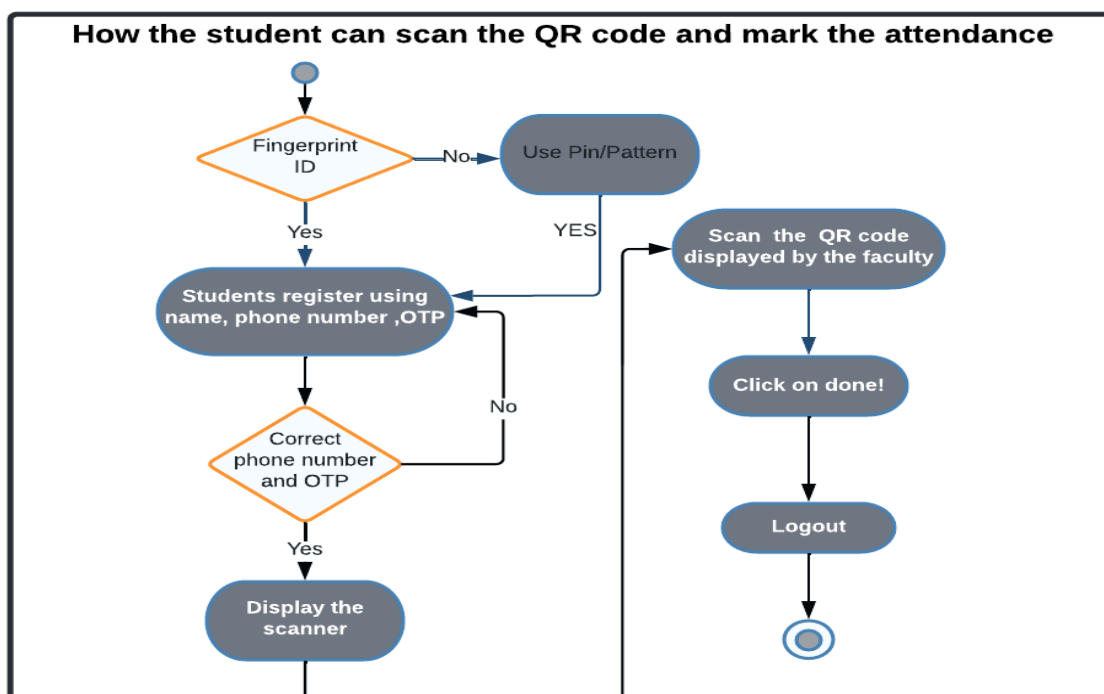 How the student can scan the QR code and mark the attendance
Fingerprint
ID
No
Use Pin/Pattern
Yes
YES
Students register using
name, phone number ,OTP
No
Correct
phone number
and OTP
Yes
Display the
scanner
Scan the QR code
displayed by the faculty
Click on done!
Logout